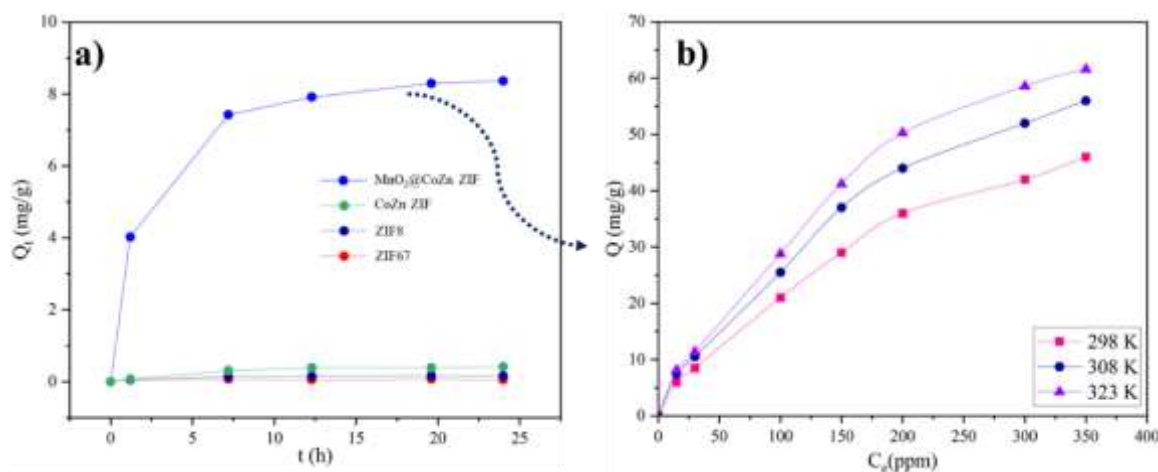 a)
10
8
6
4
2
0
Qt (mg/g)
0 5 10 15 20 25
t (h)
MnO₂@CoZn ZIF
CoZn ZIF
ZIF8
ZIF67
b)
70
60
50
40
30
20
10
0
Q (mg/g)
0 50 100 150 200 250 300 350 400
(ppm)
298 K
308 K
323 K